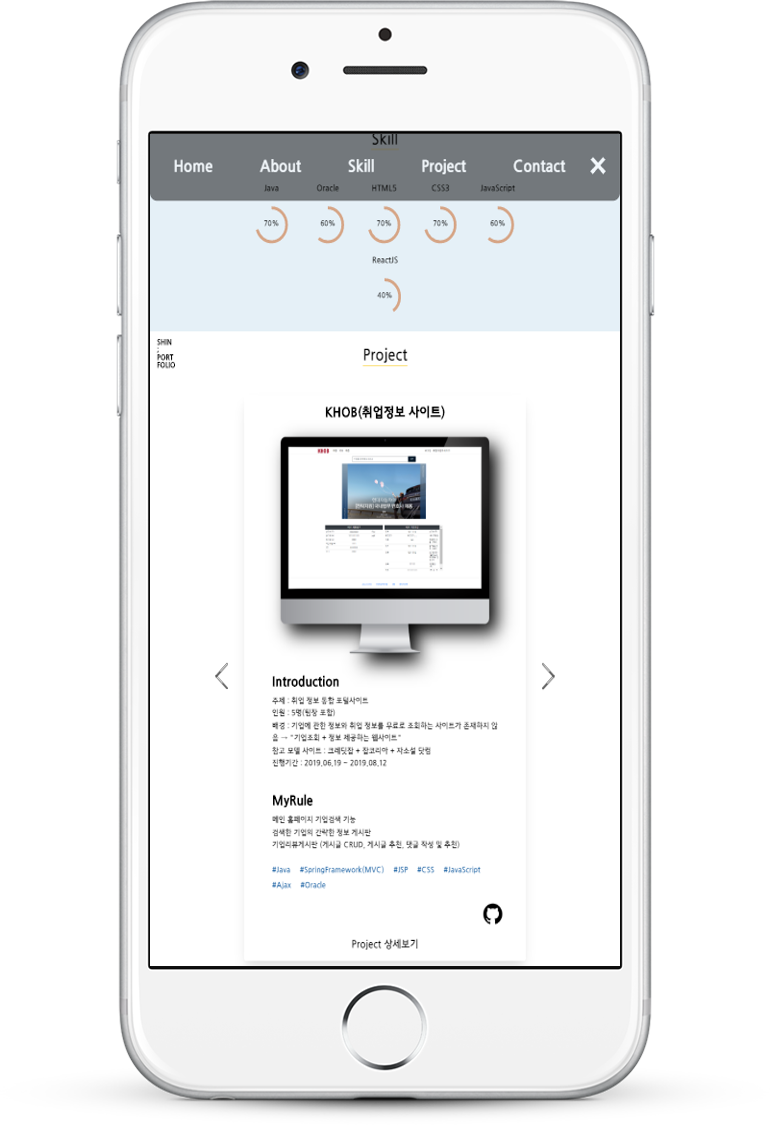 Skill
Home About Skill Project Contact ×
Java Oracle HTML5 CSS3 JavaScript
70% 60% 70% 70% 60%
ReactJS
40%
SHIN
:
PORT
FOLIO
Project
KHOB(취업정보 사이트)
KHOB
Introduction
주제 : 취업 정보 통합 포털사이트
인원 : 5명(팀장 포함)
배경 : 기업에 관한 정보와 취업 정보를 무료로 조회하는 사이트가 존재하지 않
음 → "기업조회 + 정보 제공하는 웹사이트"
참고 모델 사이트 : 크레딧잡 + 잡코리아 + 자소설 닷컴
진행기간 : 2019.06.19 ~ 2019.08.12
MyRule
메인 홈페이지 기업검색 기능
검색한 기업의 간략한 정보 게시판
기업리뷰게시판 (게시글 CRUD, 게시글 추천, 댓글 작성 및 추천)
#Java #SpringFramework(MVC) #JSP #CSS #JavaScript
#Ajax #Oracle
Project 상세보기